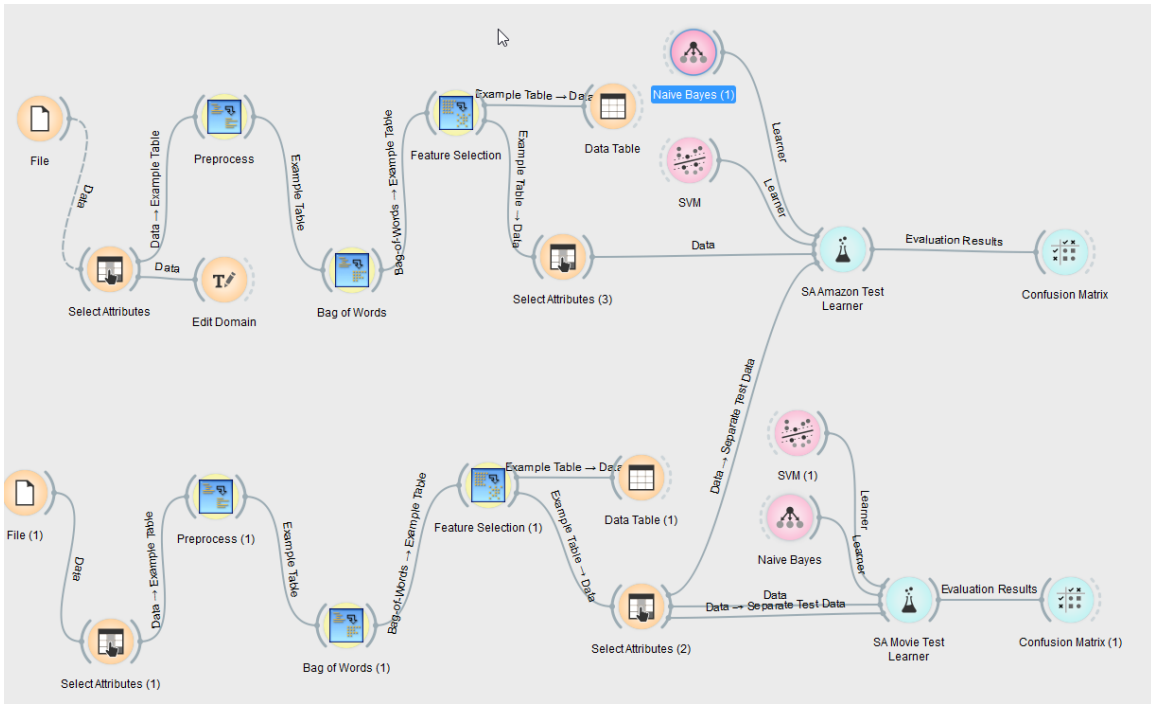 Naive Bayes (1)
Example Table → Data
File
Preprocess
Feature Selection
Data Table
Learner
Data → Example Table
Example Table
Bag-of-Words → Example Table
Example Table → Data
SVM
Learner
Data
Data
Data
Evaluation Results
Select Attributes
Edit Domain
Bag of Words
Select Attributes (3)
SA Amazon Test
Learner
Confusion Matrix
Data → Separate Test Data
Example Table → Data
SVM (1)
File (1)
Preprocess (1)
Feature Selection (1)
Data Table (1)
Learner
Data
Data → Example Table
Example Table
Bag-of-Words → Example Table
Example Table → Data
Naive Bayes
Learner
Data
Data → Separate Test Data
Evaluation Results
Select Attributes (1)
Bag of Words (1)
Select Attributes (2)
SA Movie Test
Learner
Confusion Matrix (1)